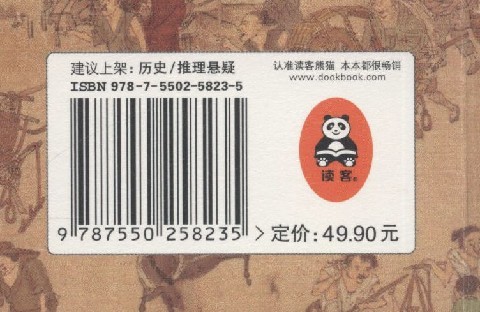 建议上架：历史/推理悬疑
ISBN 978-7-5502-5823-5
认准读客熊猫 本本都很畅销
www.dookbook.com
读客®
9 787550 258235 >
定价：49.90元